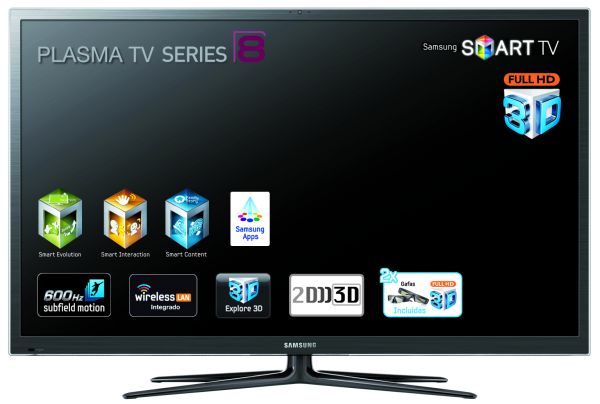 PLASMA TV SERIES 8
Samsung SMART TV
FULL HD
3D
Smart Evolution
Smart Interaction
Smart Content
Samsung
Apps
600Hz
subfield motion
wireless LAN
Integrado
3D
Explore 3D
2D 3D
2x
Gafas
Incluidas
FULL HD
3D
SAMSUNG